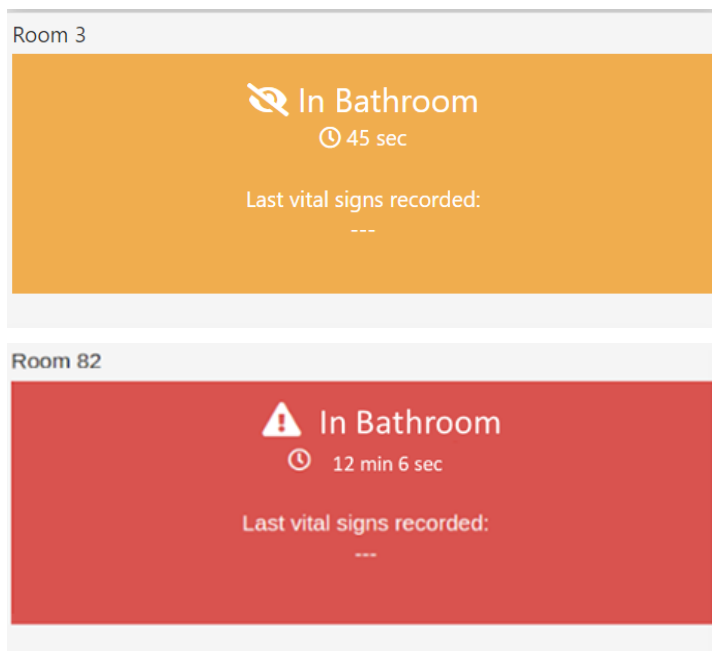 Room 3
In Bathroom
45 sec
Last vital signs recorded:
---
Room 82
In Bathroom
12 min 6 sec
Last vital signs recorded:
---